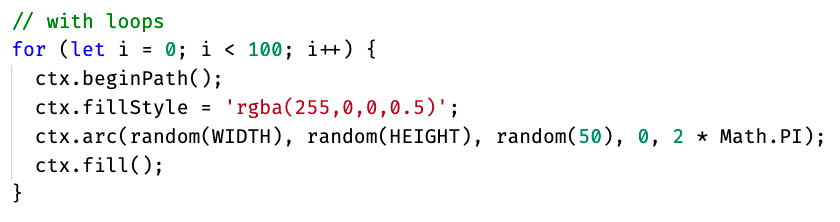 // with loops
for (let i = 0; i < 100; i++) {
  ctx.beginPath();
  ctx.fillStyle = 'rgba(255,0,0,0.5)';
  ctx.arc(random(WIDTH), random(HEIGHT), random(50), 0, 2 * Math.PI);
  ctx.fill();
}